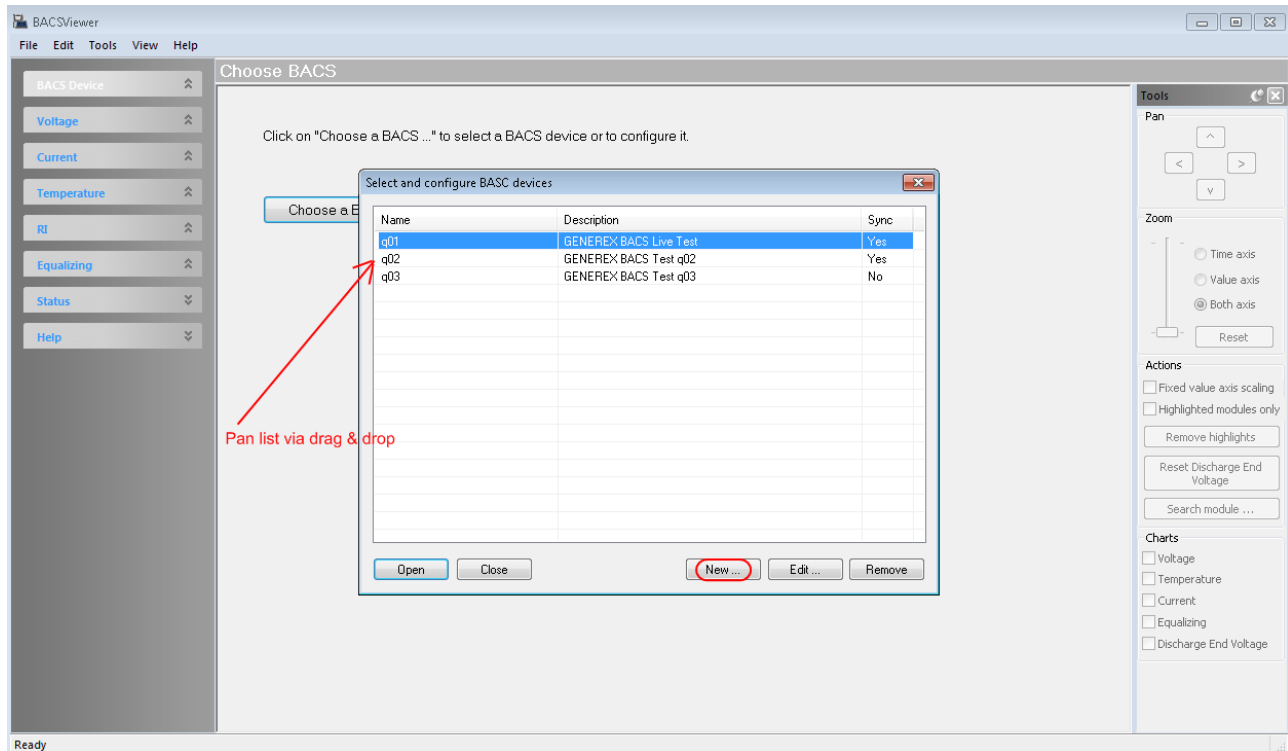 BACSViewer
File Edit Tools View Help
Choose BACS
BACS Device
Voltage
Current
Temperature
RI
Equalizing
Status
Help
Click on "Choose a BACS ..." to select a BACS device or to configure it.
Choose a B
Select and configure BASC devices
Name Description Sync
q01 GENEREX BACS Live Test Yes
q02 GENEREX BACS Test q02 Yes
q03 GENEREX BACS Test q03 No
Pan list via drag & drop
Open Close New ... Edit ... Remove
Tools
Pan
^
< >
v
Zoom
Time axis
Value axis
Both axis
Reset
Actions
Fixed value axis scaling
Highlighted modules only
Remove highlights
Reset Discharge End
Voltage
Search module ...
Charts
Voltage
Temperature
Current
Equalizing
Discharge End Voltage
Ready